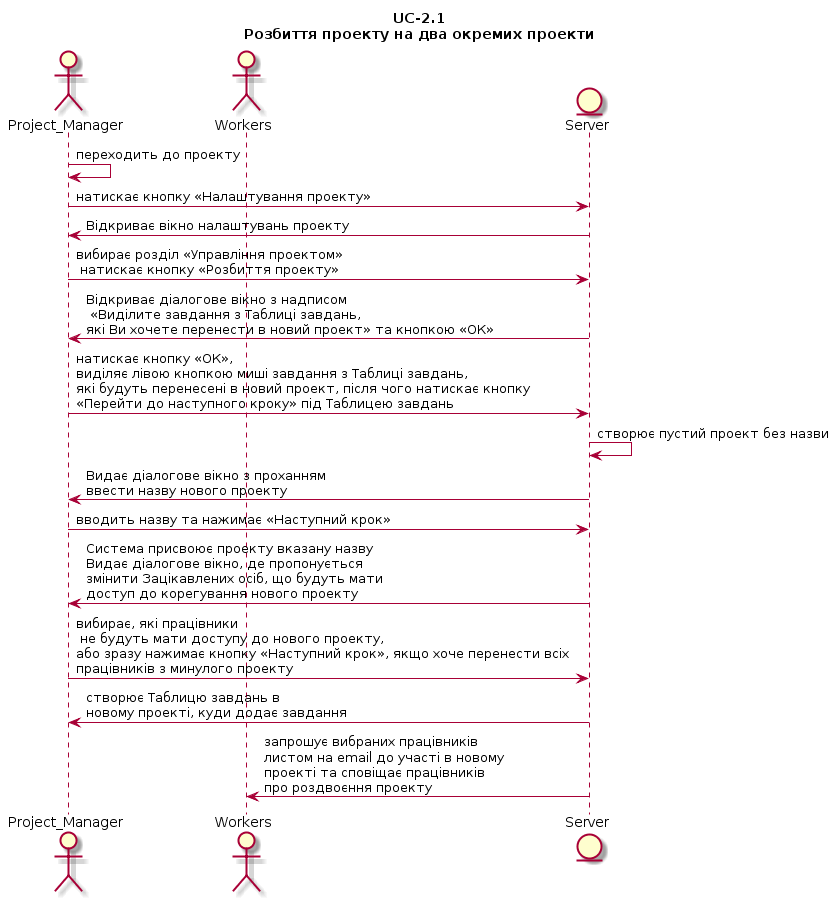 UC-2.1
Розбиття проекту на два окремих проекти
Project_Manager
Workers
Server
переходить до проекту
натискає кнопку «Налаштування проекту»
Відкриває вікно налаштувань проекту
вибирає розділ «Управління проектом»
натискає кнопку «Розбиття проекту»
Відкриває діалогове вікно з надписом
«Виділите завдання з Таблиці завдань,
які Ви хочете перенести в новий проект» та кнопкою «ОК»
натискає кнопку «ОК»,
виділяє лівою кнопкою миші завдання з Таблиці завдань,
які будуть перенесені в новий проект, після чого натискає кнопку
«Перейти до наступного кроку» під Таблицею завдань
створює пустий проект без назви
Видає діалогове вікно з проханням
ввести назву нового проекту
вводить назву та нажимає «Наступний крок»
Система присвоює проекту вказану назву
Видає діалогове вікно, де пропонується
змінити Зацікавлених осіб, що будуть мати
доступ до корегування нового проекту
вибирає, які працівники
не будуть мати доступу до нового проекту,
або зразу нажимає кнопку «Наступний крок», якщо хоче перенести всіх
працівників з минулого проекту
створює Таблицю завдань в
новому проекті, куди додає завдання
запрошує вибраних працівників
листом на email до участі в новому
проекті та сповіщає працівників
про роздвоєння проекту
Project_Manager
Workers
Server